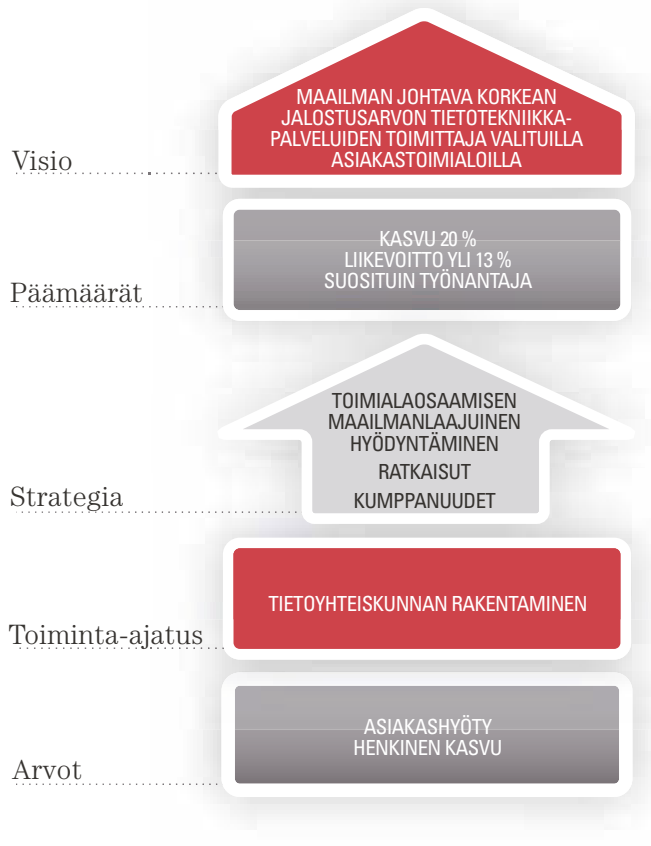 MAAILMAN JOHTAVA KORKEAN
JALOSTUSARVON TIETOTEKNIIKKA-
PALVELUIDEN TOIMITTAJA VALITUILLA
ASIAKASTOIMIALOILLA
Visio
KASVU 20 %
LIIKEVOITTO YLI 13 %
SUOSITUIN TYÖNANTAJA
Päämäärät
TOIMIALAOSAAMISEN
MAAILMANLAAJUINEN
HYÖDYNTÄMINEN
RATKAISUT
KUMPPANUUDET
Strategia
TIETOYHTEISKUNNAN RAKENTAMINEN
Toiminta-ajatus
ASIAKASHYÖTY
HENKINEN KASVU
Arvot